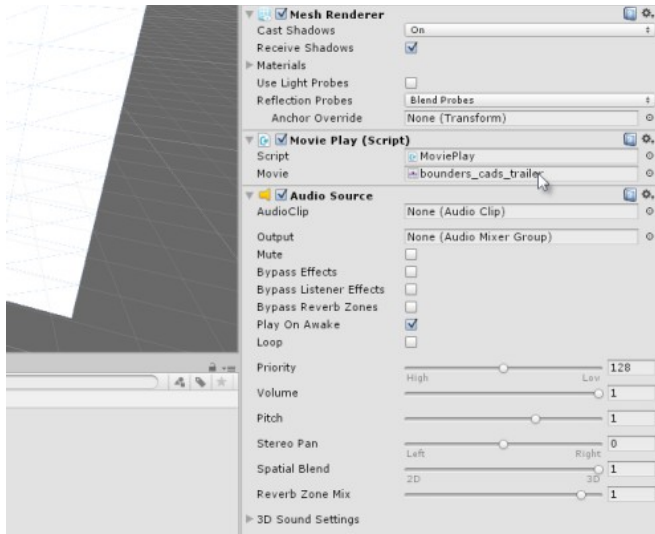 Mesh Renderer
Cast Shadows On
Receive Shadows
Materials
Use Light Probes
Reflection Probes Blend Probes
Anchor Override None (Transform)
Movie Play (Script)
Script MoviePlay
Movie bounders_cads_trailer
Audio Source
AudioClip None (Audio Clip)
Output None (Audio Mixer Group)
Mute
Bypass Effects
Bypass Listener Effects
Bypass Reverb Zones
Play On Awake
Loop
Priority 128
High Low
Volume 1
Pitch 1
Stereo Pan 0
Left Right
Spatial Blend 1
2D 3D
Reverb Zone Mix 1
3D Sound Settings